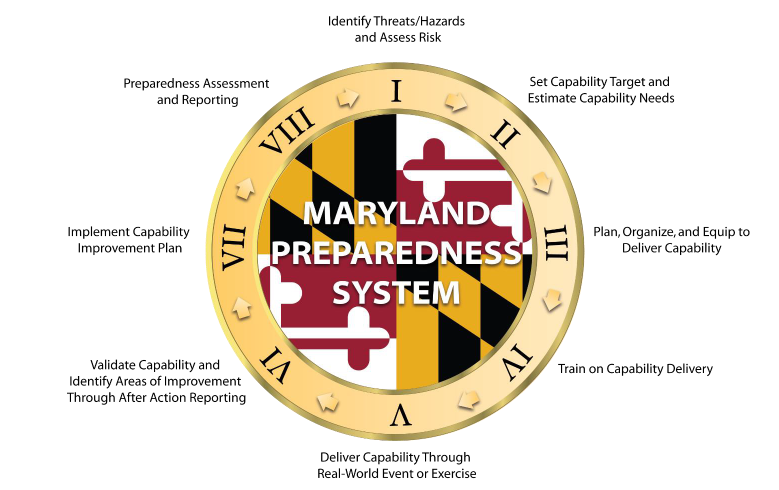 Identify Threats/Hazards
and Assess Risk
I
Set Capability Target and
Estimate Capability Needs
II
Plan, Organize, and Equip to
Deliver Capability
III
Train on Capability Delivery
IV
Deliver Capability Through
Real-World Event or Exercise
V
Validate Capability and
Identify Areas of Improvement
Through After Action Reporting
VI
Implement Capability
Improvement Plan
VII
Preparedness Assessment
and Reporting
VIII
MARYLAND
PREPAREDNESS
SYSTEM